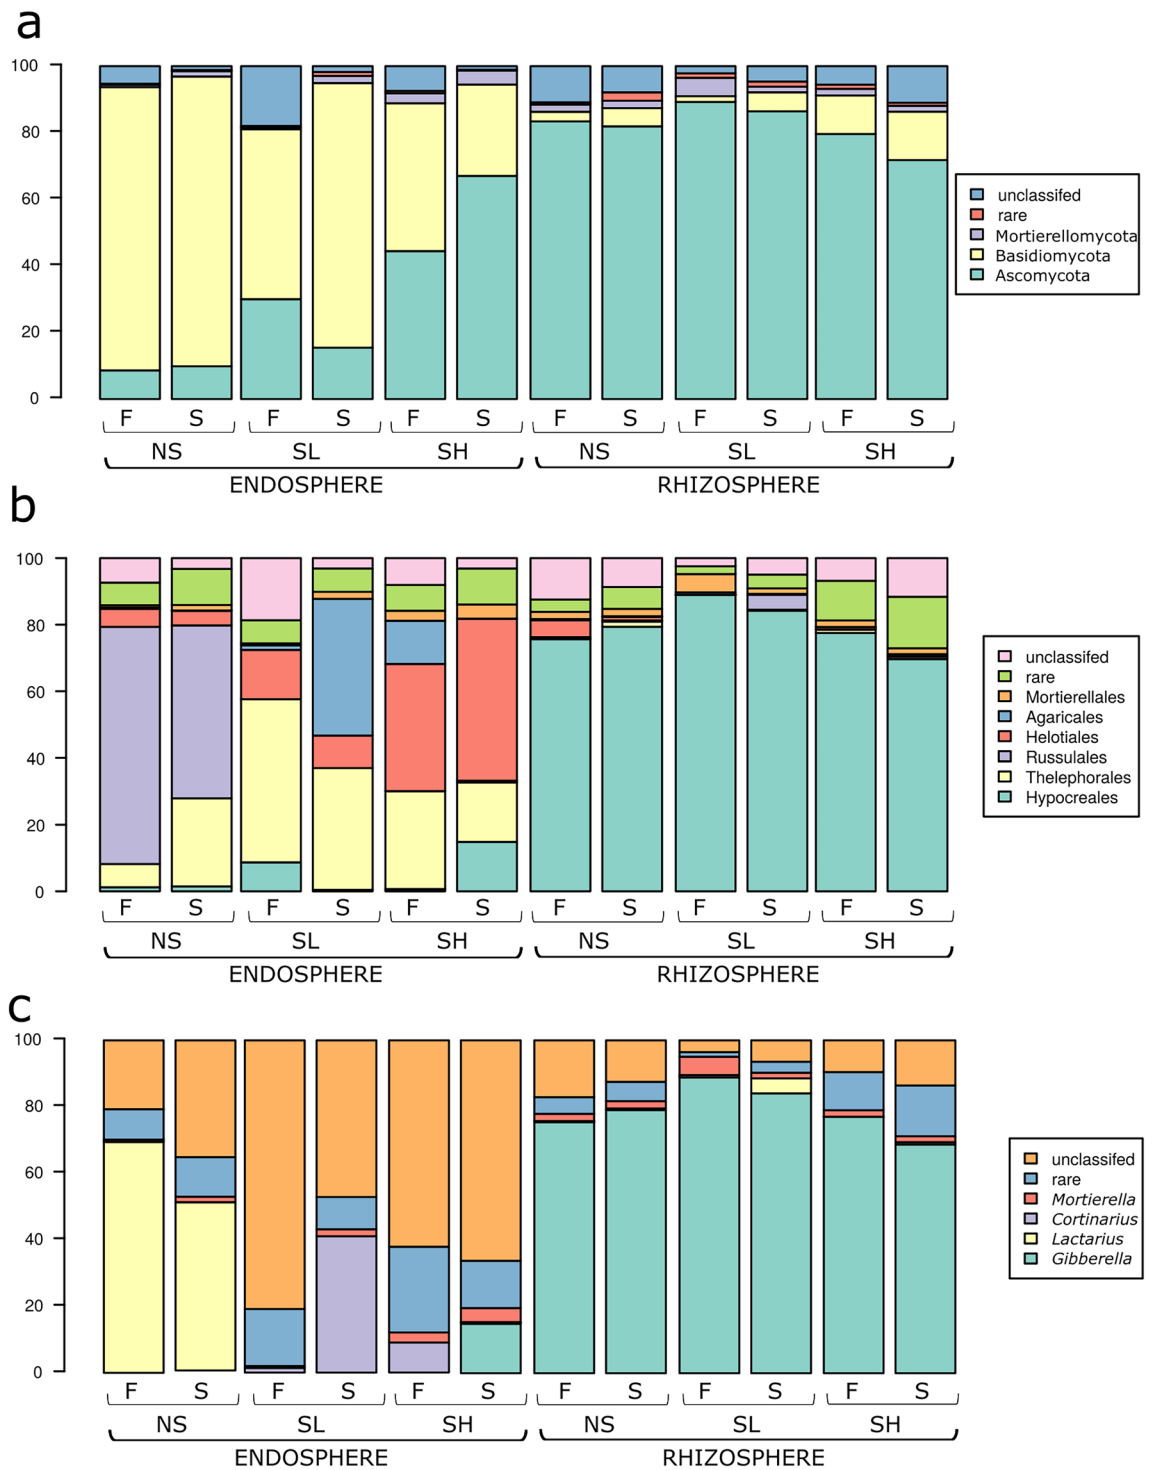 a
100
80
60
40
20
0
unclassifed
rare
Mortierellomycota
Basidiomycota
Ascomycota
F S F S F S F S F S F S
NS SL SH NS SL SH
ENDOSPHERE RHIZOSPHERE
b
100
80
60
40
20
0
unclassifed
rare
Mortierellales
Agaricales
Helotiales
Russulales
Thelephorales
Hypocreales
F S F S F S F S F S F S
NS SL SH NS SL SH
ENDOSPHERE RHIZOSPHERE
c
100
80
60
40
20
0
unclassifed
rare
Mortierella
Cortinarius
Lactarius
Gibberella
F S F S F S F S F S F S
NS SL SH NS SL SH
ENDOSPHERE RHIZOSPHERE